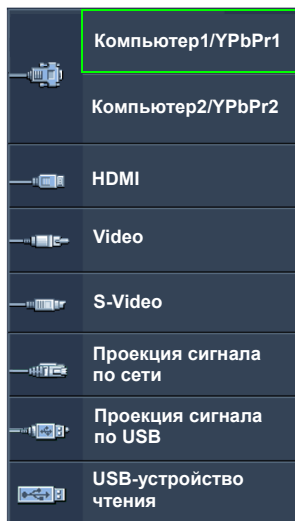 Компьютер1/YPbPr1
Компьютер2/YPbPr2
HDMI
Video
S-Video
Проекция сигнала
по сети
Проекция сигнала
по USB
USB-устройство
чтения